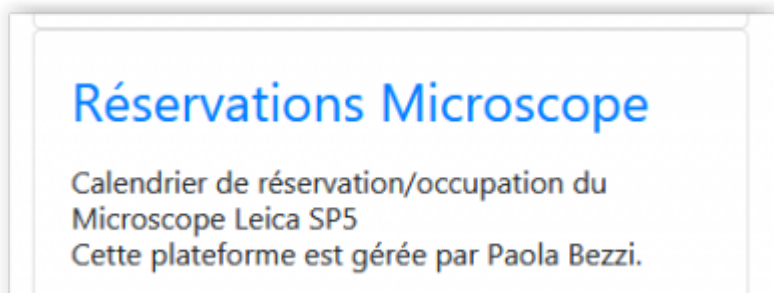 Réservations Microscope
Calendrier de réservation/occupation du
Microscope Leica SP5
Cette plateforme est gérée par Paola Bezzi.